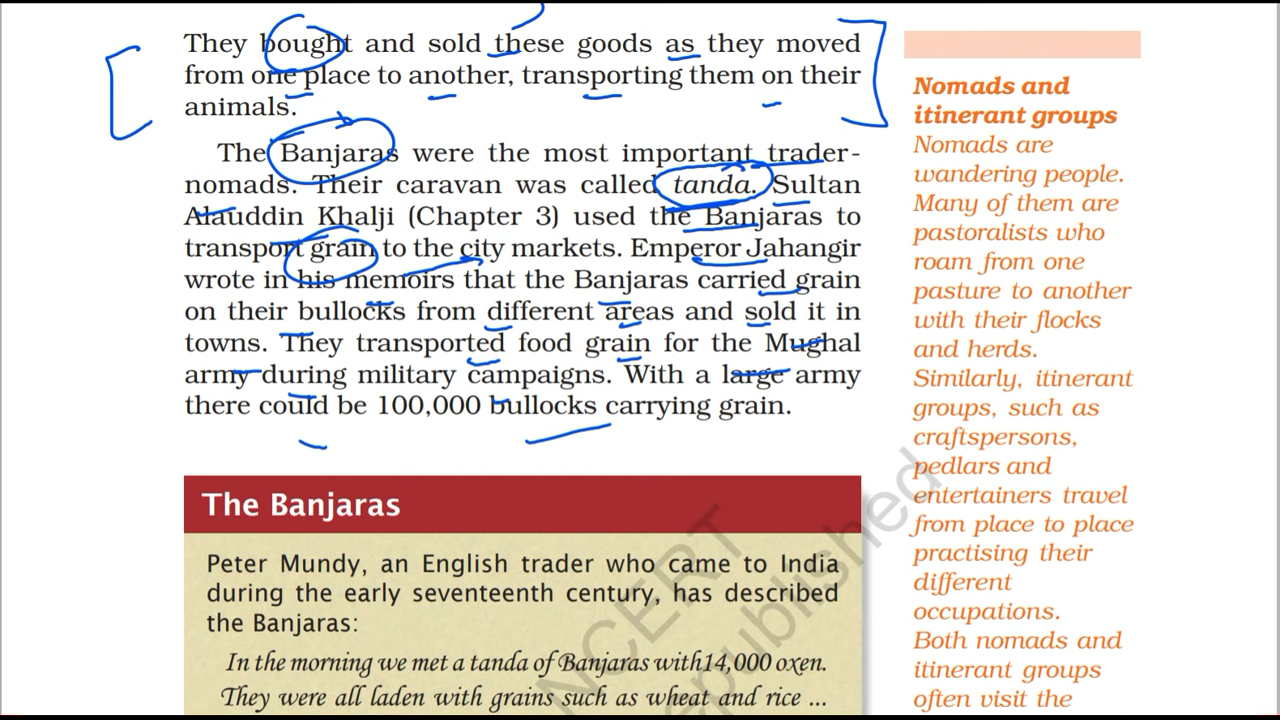 They bought and sold these goods as they moved
from one place to another, transporting them on their
animals.
The Banjaras were the most important trader-
nomads. Their caravan was called tanda. Sultan
Alauddin Khalji (Chapter 3) used the Banjaras to
transport grain to the city markets. Emperor Jahangir
wrote in his memoirs that the Banjaras carried grain
on their bullocks from different areas and sold it in
towns. They transported food grain for the Mughal
army during military campaigns. With a large army
there could be 100,000 bullocks carrying grain.
The Banjaras
Peter Mundy, an English trader who came to India
during the early seventeenth century, has described
the Banjaras:
In the morning we met a tanda of Banjaras with14,000 oxen.
They were all laden with grains such as wheat and rice ...
Nomads and
itinerant groups
Nomads are
wandering people.
Many of them are
pastoralists who
roam from one
pasture to another
with their flocks
and herds.
Similarly, itinerant
groups, such as
craftspersons,
pedlars and
entertainers travel
from place to place
practising their
different
occupations.
Both nomads and
itinerant groups
often visit the
NCERT
published